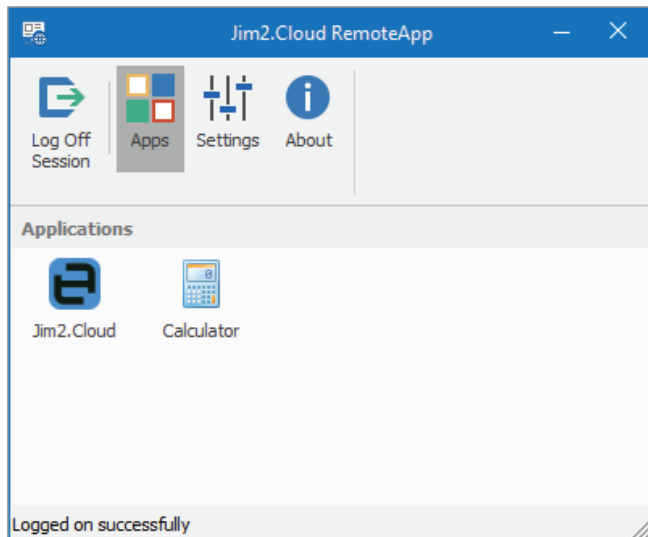 Jim2.Cloud RemoteApp
Log Off
Session
Apps
Settings
About
Applications
Jim2.Cloud
Calculator
Logged on successfully